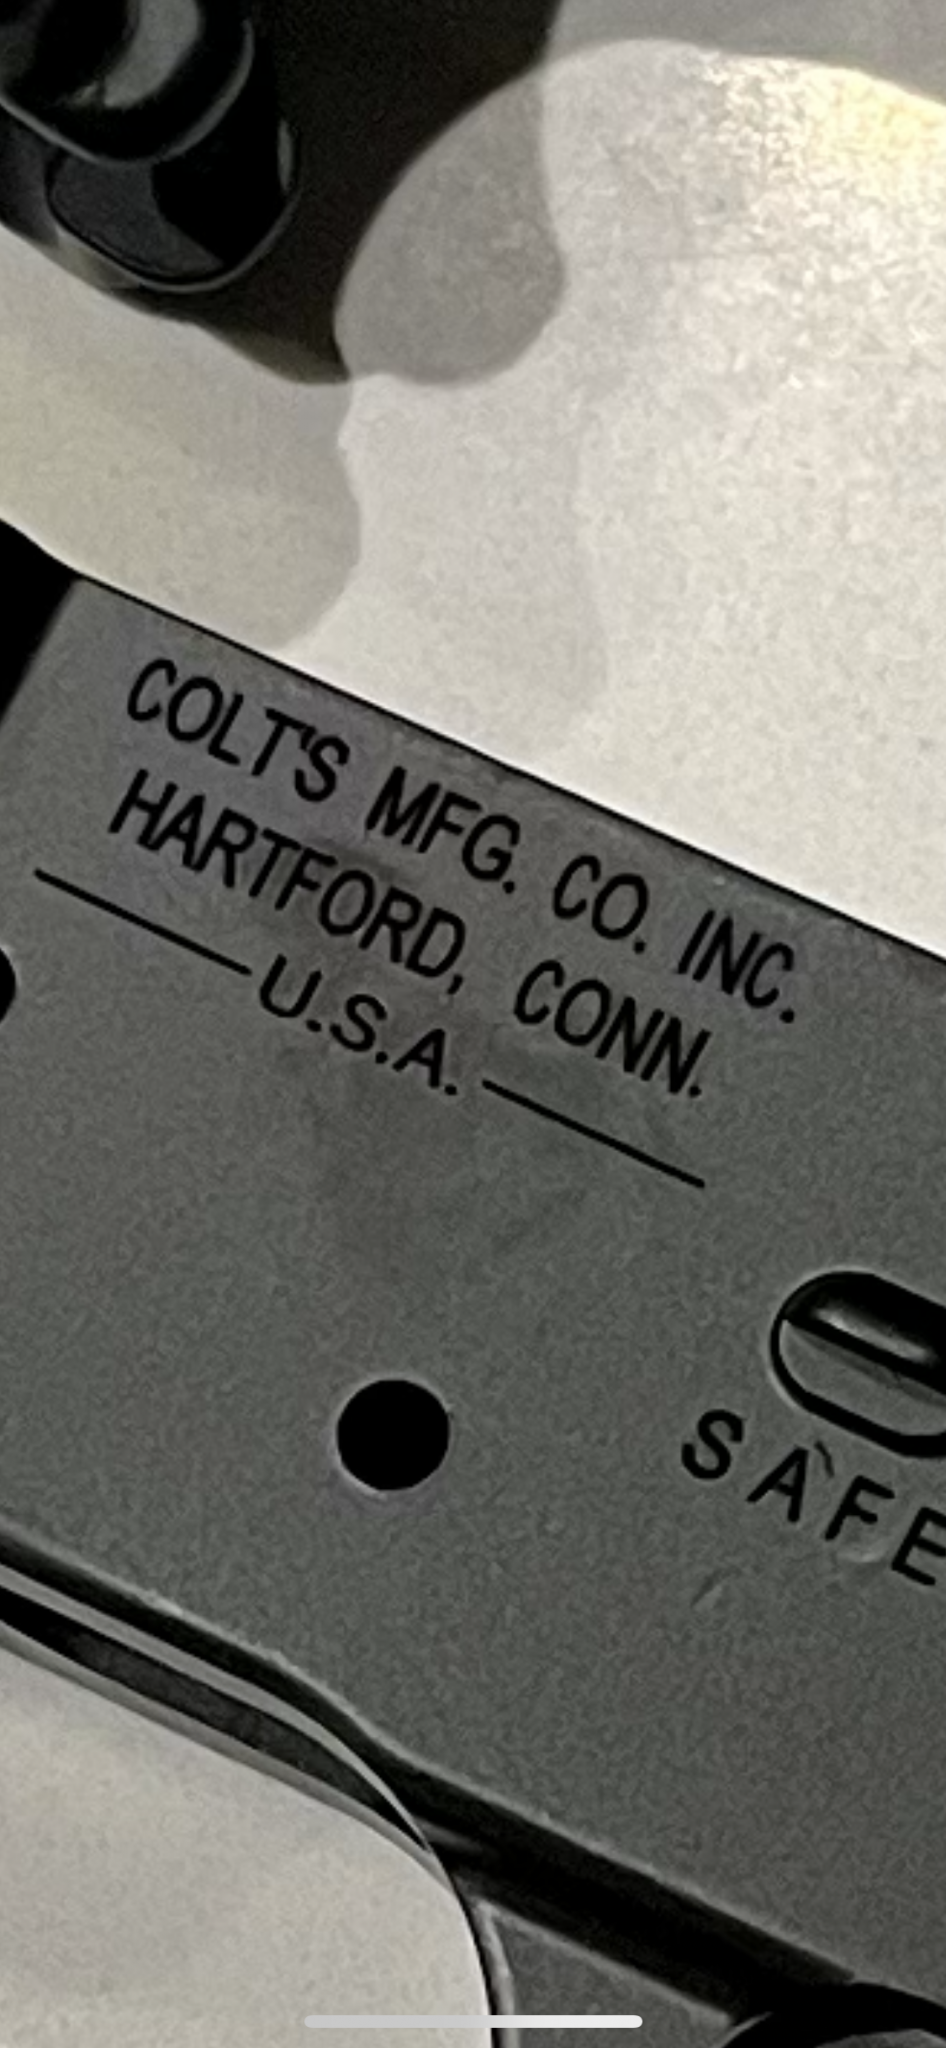 COLT'S MFG. CO. INC.
HARTFORD, CONN.
U.S.A.
SAFE